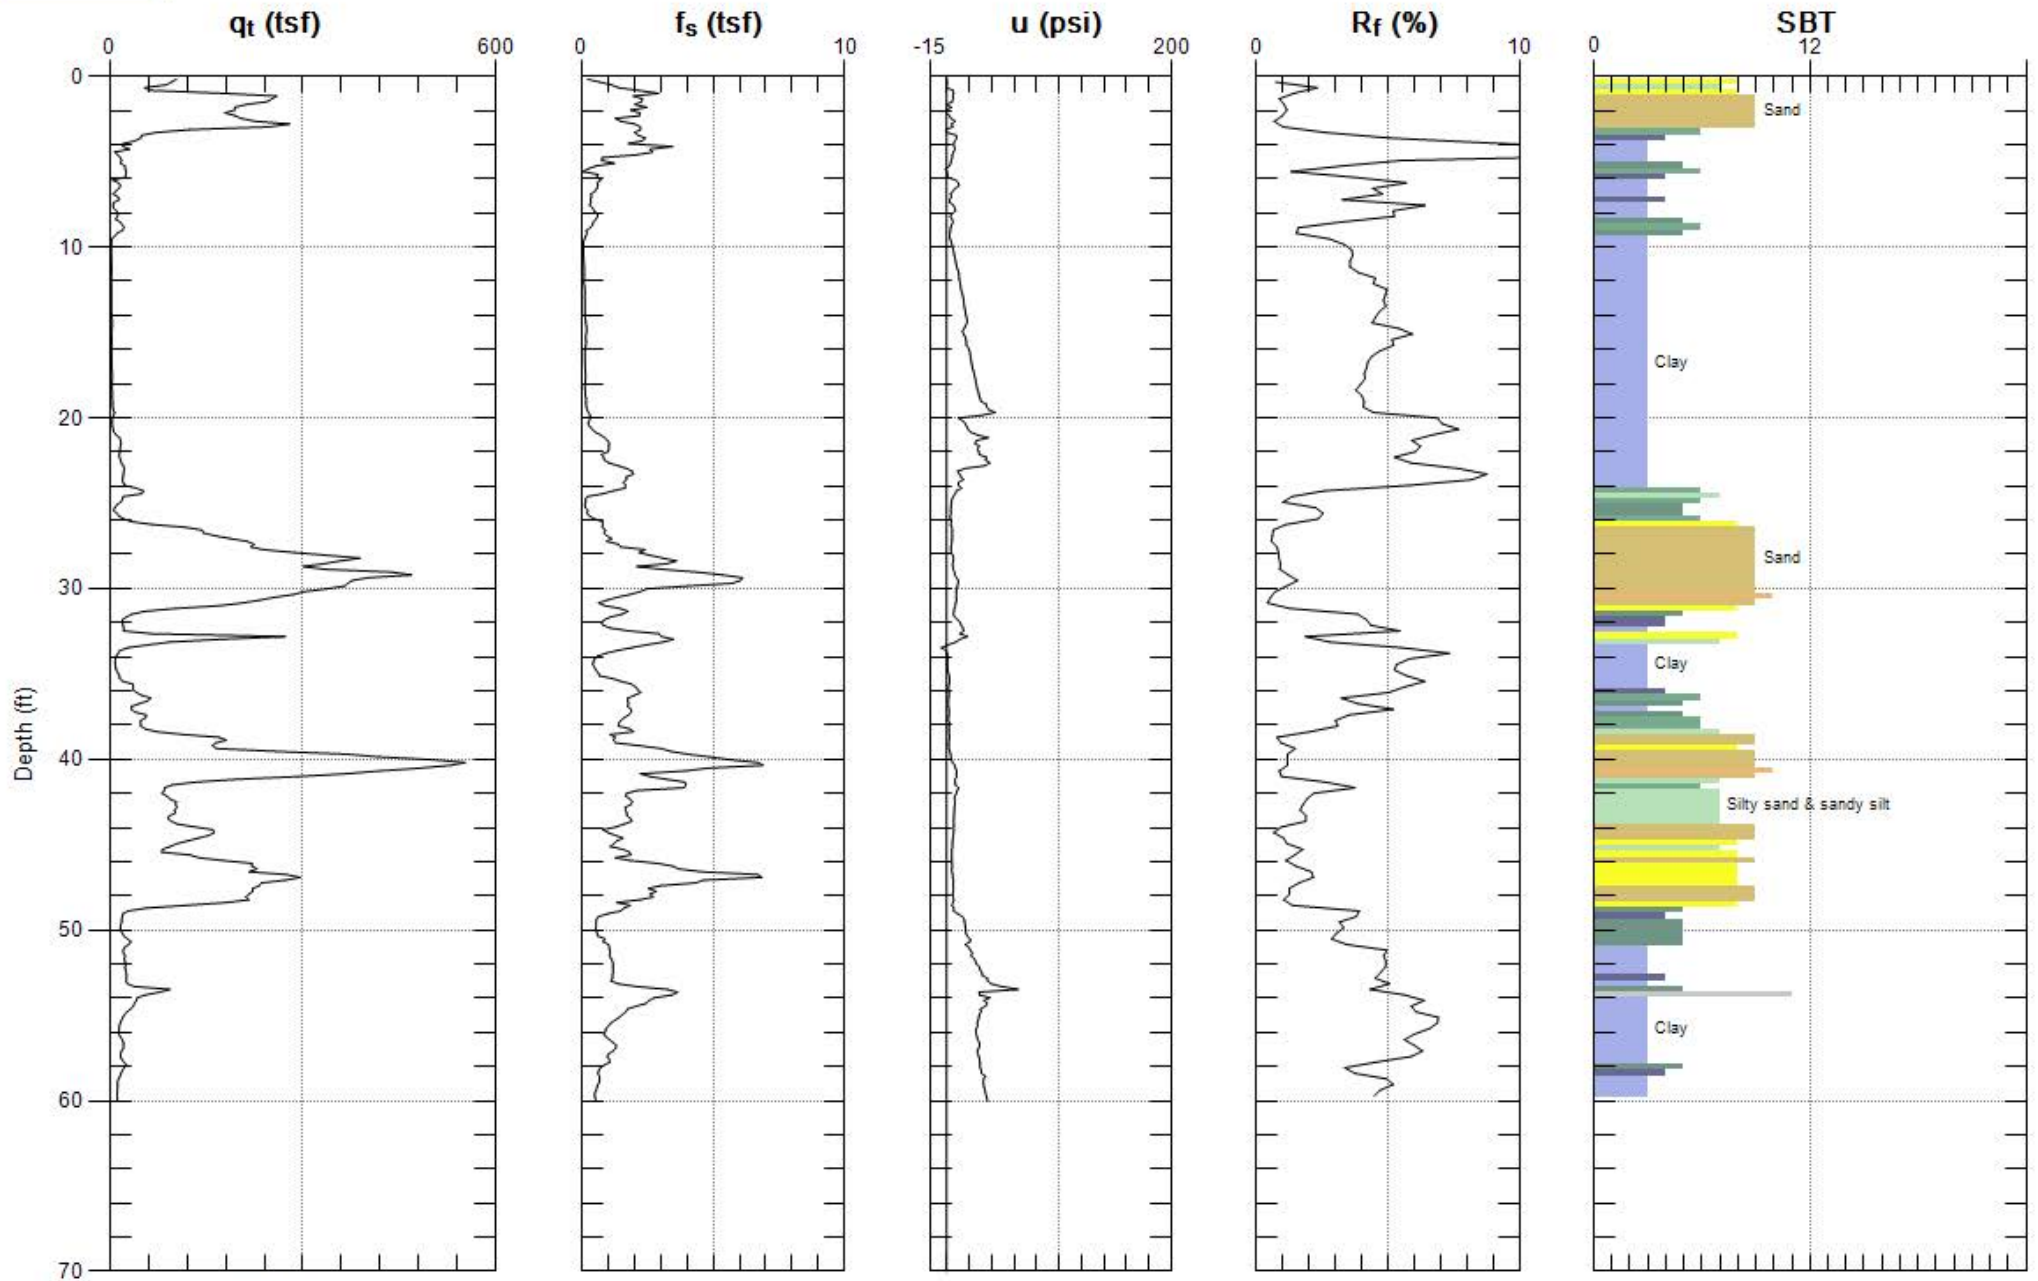 qt (tsf) fs (tsf) u (psi) Rf (%) SBT
0 600 0 10 -15 200 0 10 0 12
0
Sand
10
Clay
20
Sand
30
Clay
Depth (ft)
40
Silty sand & sandy silt
50
Clay
60
70